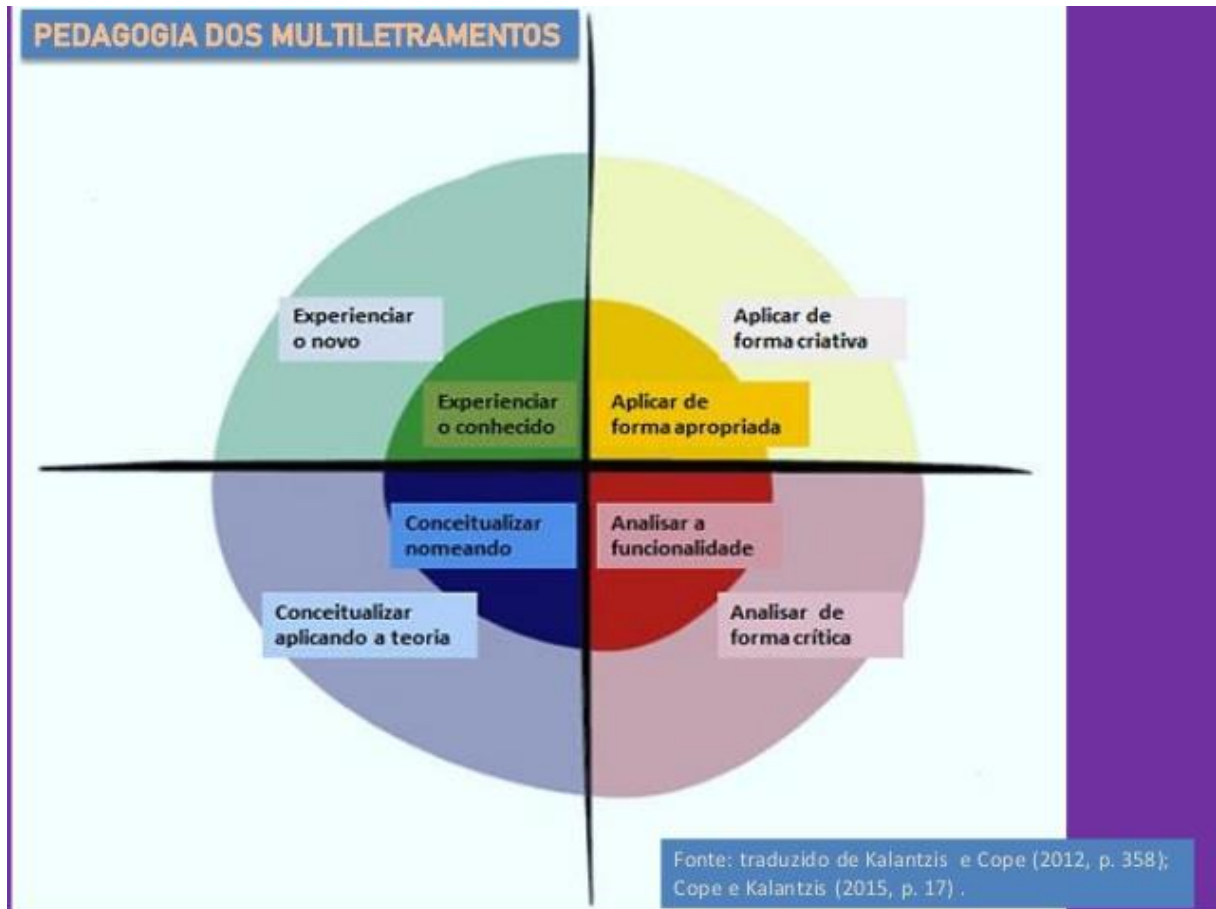 PEDAGOGIA DOS MULTILETRAMENTOS
Experienciar
o novo
Aplicar de
forma criativa
Experienciar
o conhecido
Aplicar de
forma apropriada
Conceitualizar
nomeando
Analisar a
funcionalidade
Conceitualizar
aplicando a teoria
Analisar de
forma crítica
Fonte: traduzido de Kalantzis e Cope (2012, p. 358);
Cope e Kalantzis (2015, p. 17) .